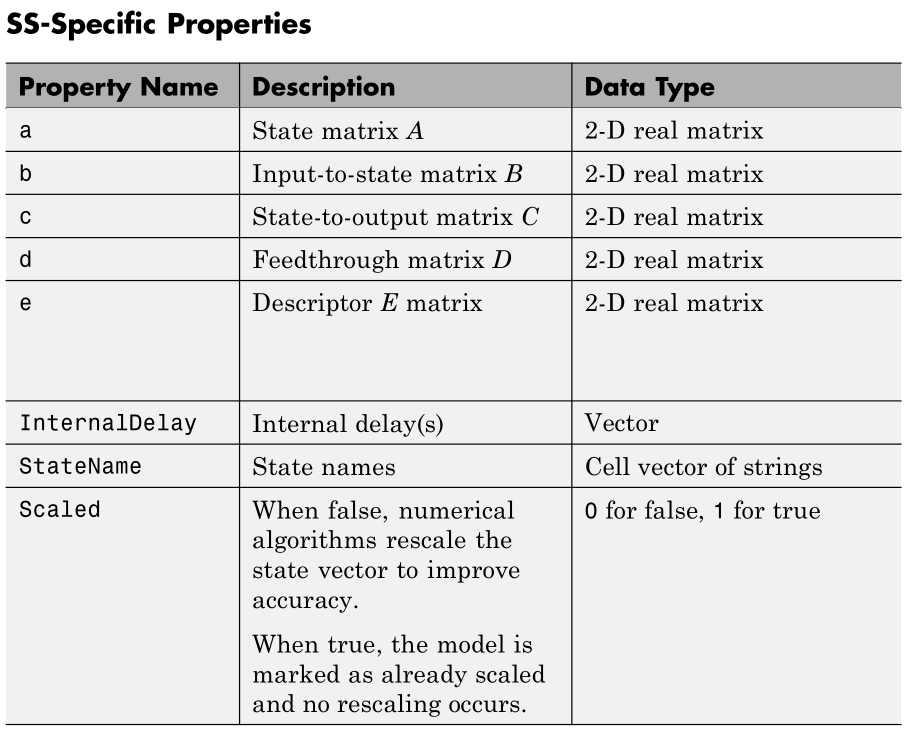 SS-Specific Properties
Property Name Description Data Type
a State matrix A 2-D real matrix
b Input-to-state matrix B 2-D real matrix
c State-to-output matrix C 2-D real matrix
d Feedthrough matrix D 2-D real matrix
e Descriptor E matrix 2-D real matrix
InternalDelay Internal delay(s) Vector
StateName State names Cell vector of strings
Scaled When false, numerical 0 for false, 1 for true
algorithms rescale the
state vector to improve
accuracy.
When true, the model is
marked as already scaled
and no rescaling occurs.